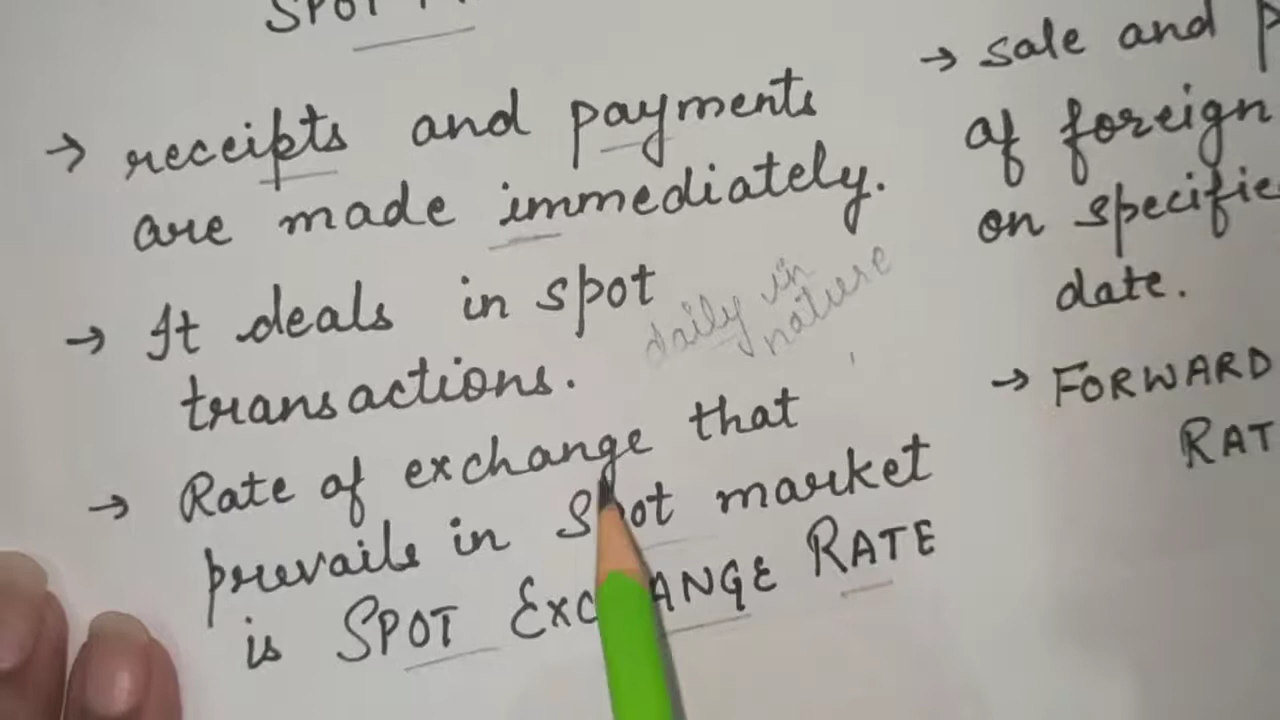 SPOT
→ receipts and payments
are made immediately.
→ It deals in spot
transactions.
daily in
nature
→ Rate of exchange that
prevails in Spot market
is SPOT EXCHANGE RATE
→ sale and
of foreign
on specifie
date.
→ FORWARD
RAT